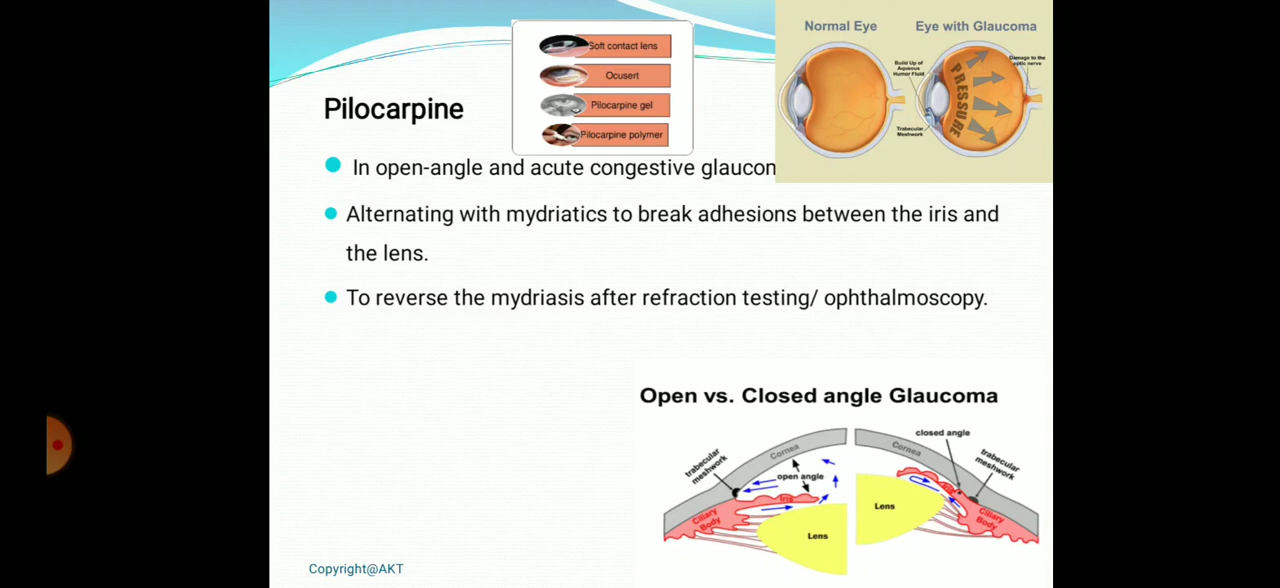 Soft contact lens
Ocusert
Pilocarpine gel
Pilocarpine polymer
Normal Eye
Eye with Glaucoma
Build Up of
Aqueous
Humor Fluid
Damage to the
optic nerve
PRESSURE
Trabecular
Meshwork
Pilocarpine
In open-angle and acute congestive glaucon
Alternating with mydriatics to break adhesions between the iris and
the lens.
To reverse the mydriasis after refraction testing/ ophthalmoscopy.
Open vs. Closed angle Glaucoma
trabecular
meshwork
Cornea
open angle
Iris
Ciliary
Body
Lens
closed angle
Cornea
trabecular
meshwork
Iris
Lens
Ciliary
Body
Copyright@AKT